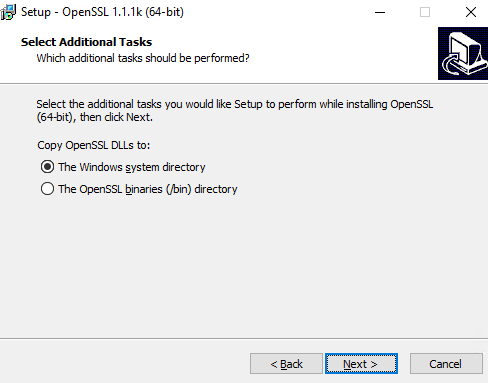 Setup - OpenSSL 1.1.1k (64-bit)
Select Additional Tasks
Which additional tasks should be performed?
Select the additional tasks you would like Setup to perform while installing OpenSSL
(64-bit), then click Next.
Copy OpenSSL DLLs to:
The Windows system directory
The OpenSSL binaries (/bin) directory
< Back
Next >
Cancel